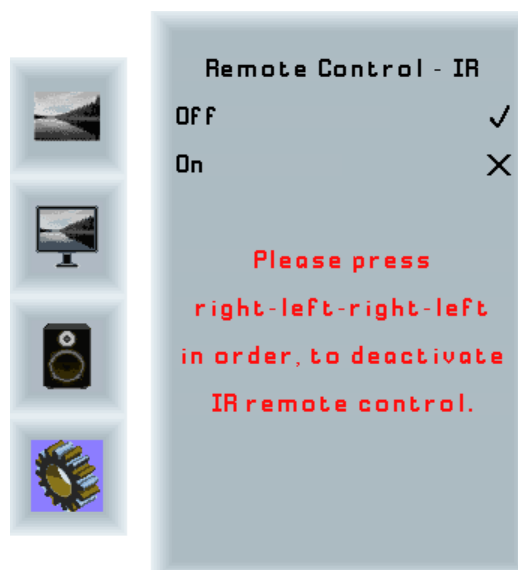 Remote Control - IR
Off ✓
On ✕
Please press
right-left-right-left
in order, to deactivate
IR remote control.